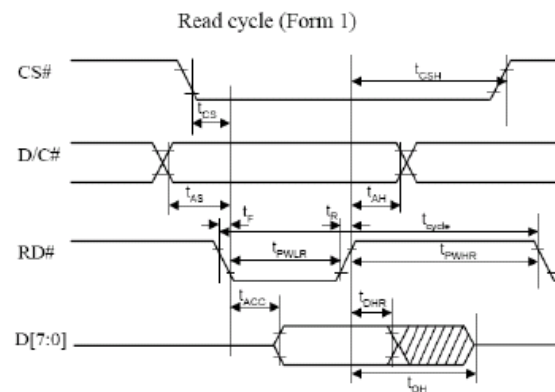 Read cycle (Form 1)
CS#
tCSH
tCS
D/C#
tAS
tAH
tF
tR
tcycle
RD#
tPWLR
tPWHR
tACC
tDHR
D[7:0]
tOH